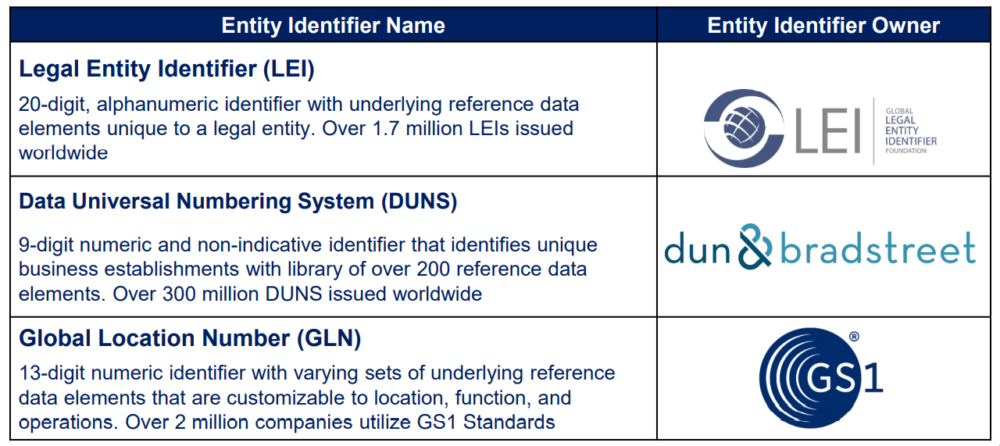 Entity Identifier Name
Entity Identifier Owner
Legal Entity Identifier (LEI)
20-digit, alphanumeric identifier with underlying reference data
elements unique to a legal entity. Over 1.7 million LEIs issued
worldwide
LEI
GLOBAL
LEGAL
ENTITY
IDENTIFIER
FOUNDATION
Data Universal Numbering System (DUNS)
9-digit numeric and non-indicative identifier that identifies unique
business establishments with library of over 200 reference data
elements. Over 300 million DUNS issued worldwide
dun & bradstreet
Global Location Number (GLN)
13-digit numeric identifier with varying sets of underlying reference
data elements that are customizable to location, function, and
operations. Over 2 million companies utilize GS1 Standards
GS1 ®